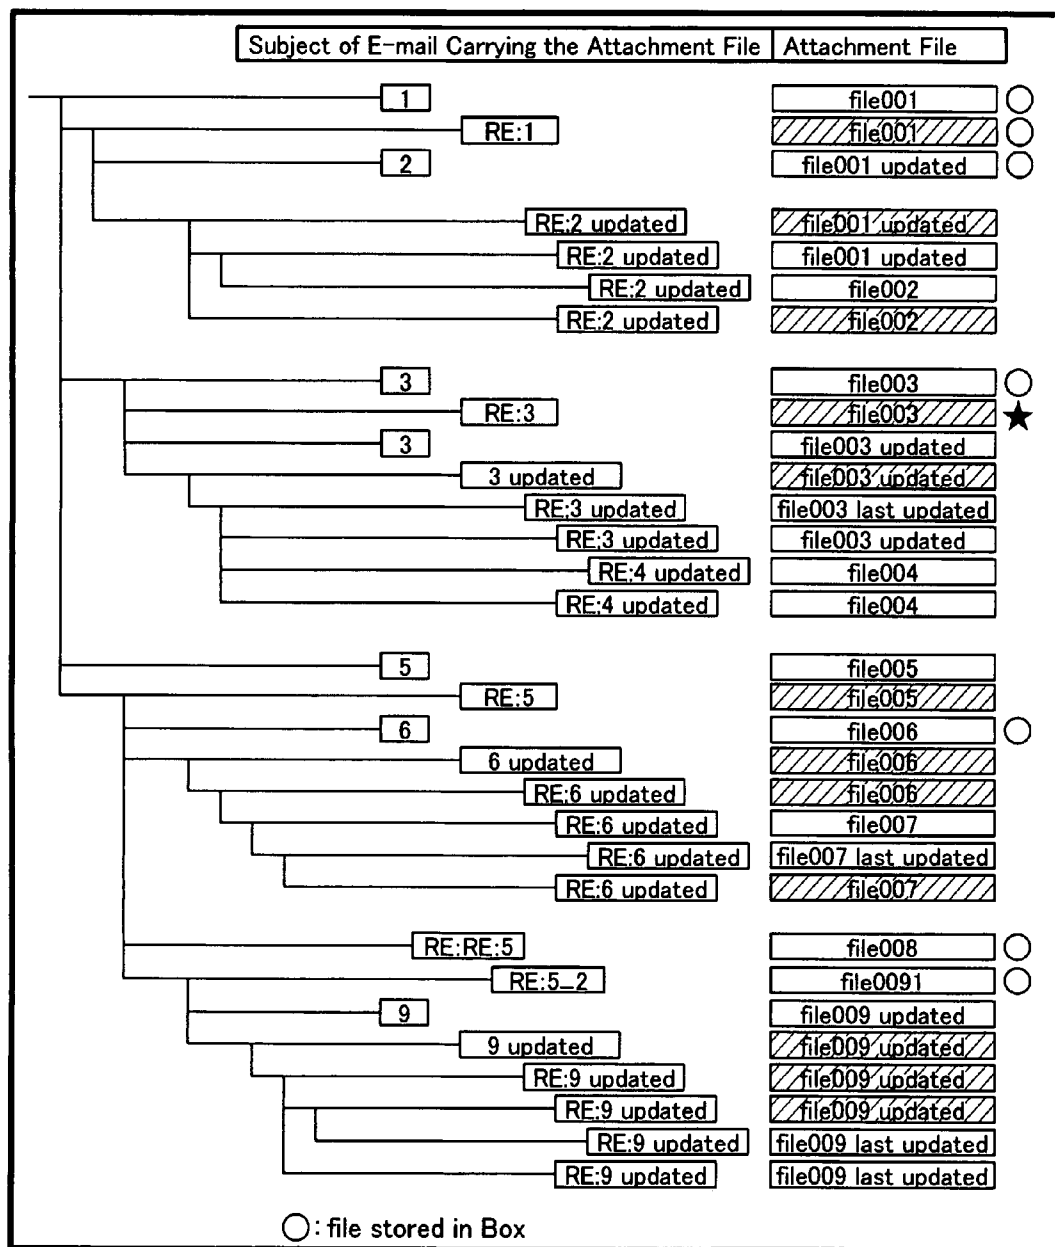 Subject of E-mail Carrying the Attachment File Attachment File
1 file001
RE:1 file001
2 file001 updated
RE:2 updated file001 updated
RE:2 updated file001 updated
RE:2 updated file002
RE:2 updated file002
3 file003
RE:3 file003
3 file003 updated
3 updated file003 updated
RE:3 updated file003 last updated
RE:3 updated file003 updated
RE:4 updated file004
RE:4 updated file004
5 file005
RE:5 file005
6 file006
6 updated file006
RE:6 updated file006
RE:6 updated file007
RE:6 updated file007 last updated
RE:6 updated file007
RE:RE:5 file008
RE:5_2 file0091
9 file009 updated
9 updated file009 updated
RE:9 updated file009 updated
RE:9 updated file009 updated
RE:9 updated file009 last updated
RE:9 updated file009 last updated
○: file stored in Box